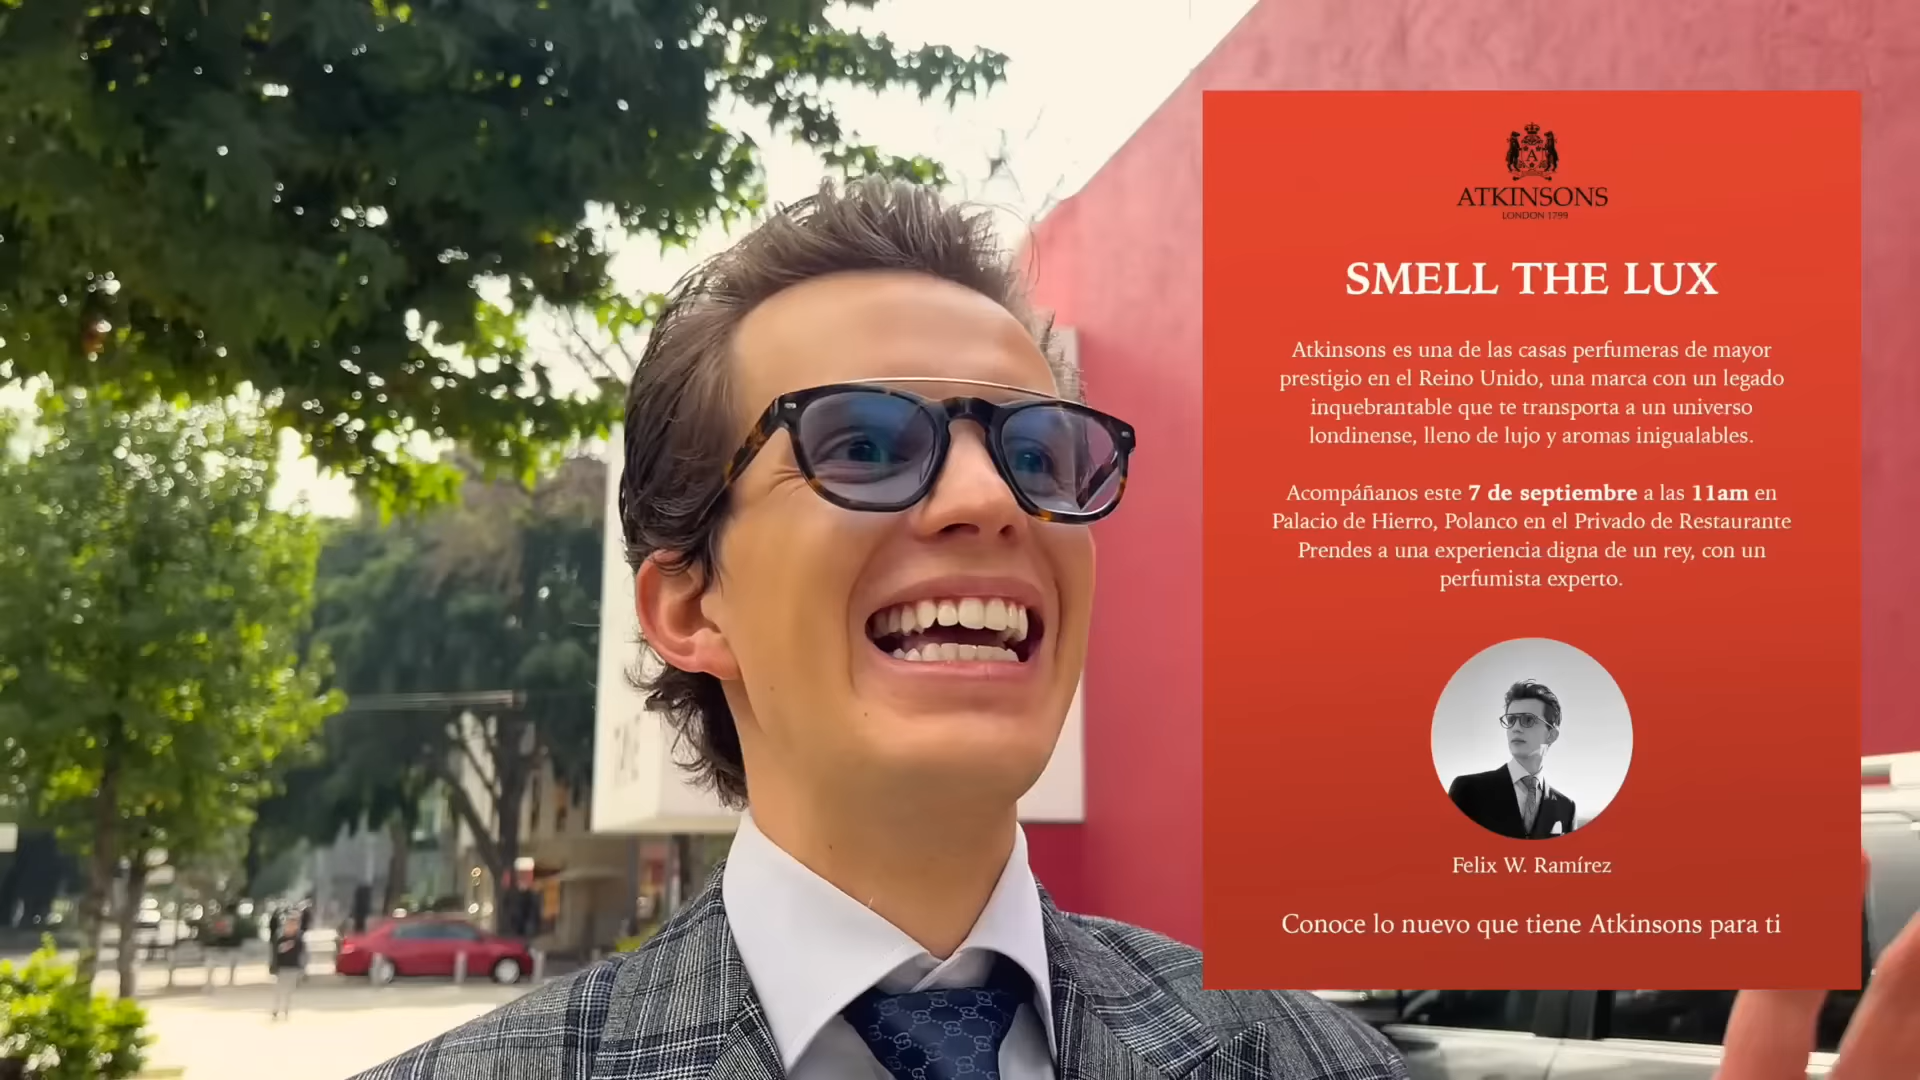 ATKINSONS
LONDON 1799
SMELL THE LUX
Atkinsons es una de las casas perfumeras de mayor
prestigio en el Reino Unido, una marca con un legado
inquebrantable que te transporta a un universo
londinense, lleno de lujo y aromas inigualables.
Acompáñanos este 7 de septiembre a las 11am en
Palacio de Hierro, Polanco en el Privado de Restaurante
Prendes a una experiencia digna de un rey, con un
perfumista experto.
Felix W. Ramírez
Conoce lo nuevo que tiene Atkinsons para ti